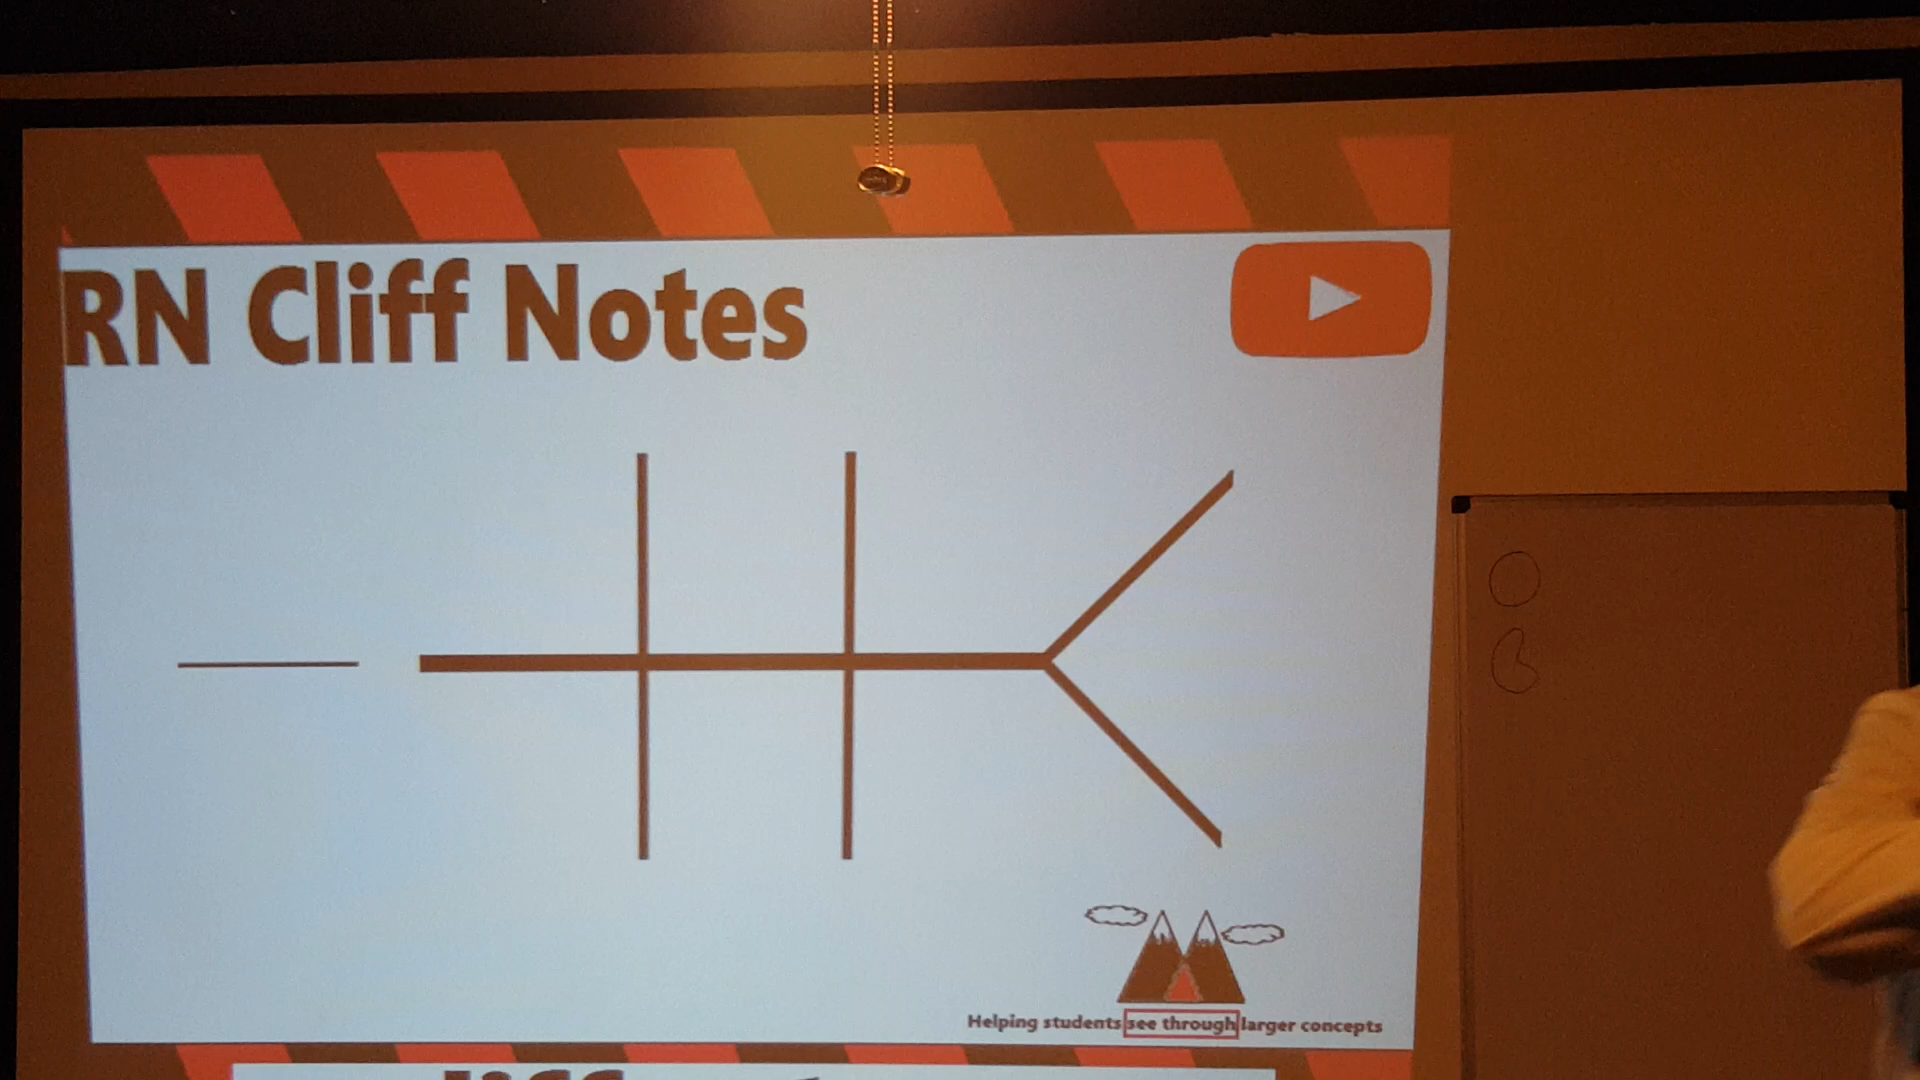 RN Cliff Notes
Helping students see through larger concepts